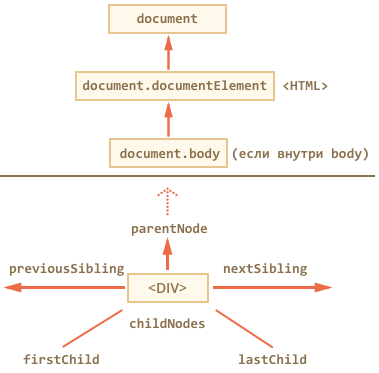 document
document.documentElement <HTML>
document.body (если внутри body)
parentNode
previousSibling nextSibling
<DIV>
childNodes
firstChild lastChild